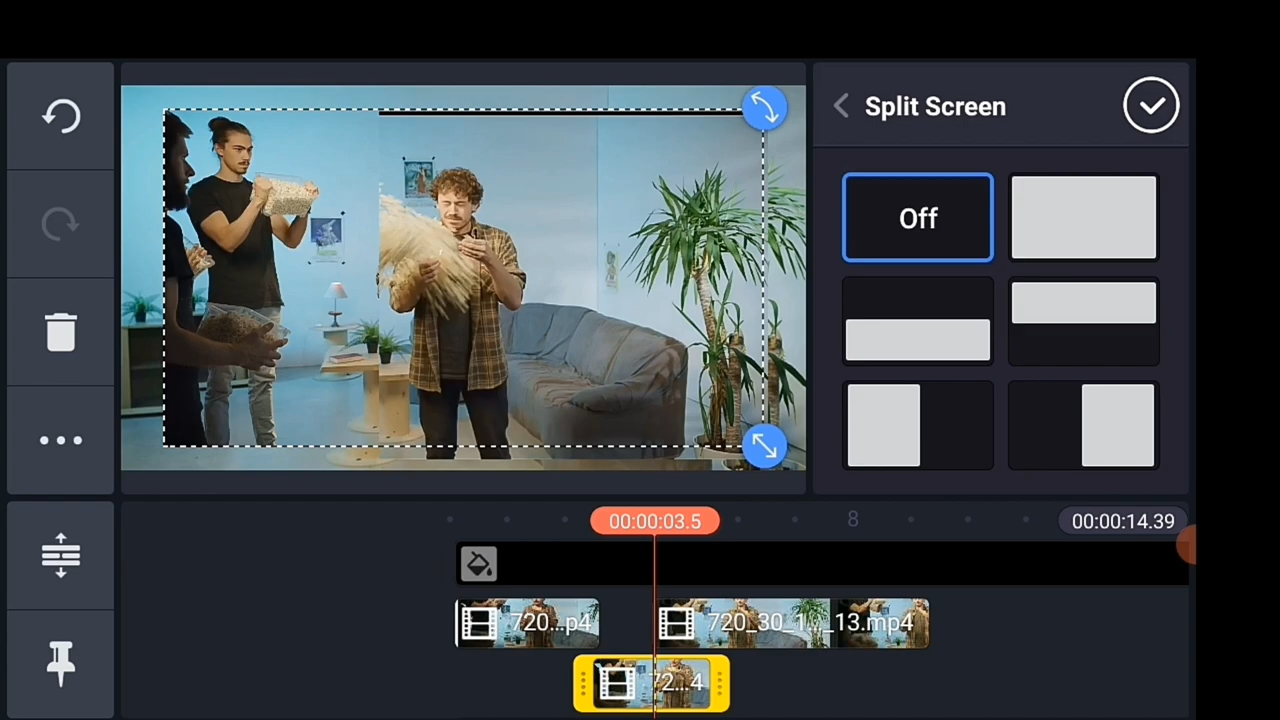 Split Screen
Off
00:00:03.5
8
00:00:14.39
720...p4
720_30_1..._13.mp4
72...4